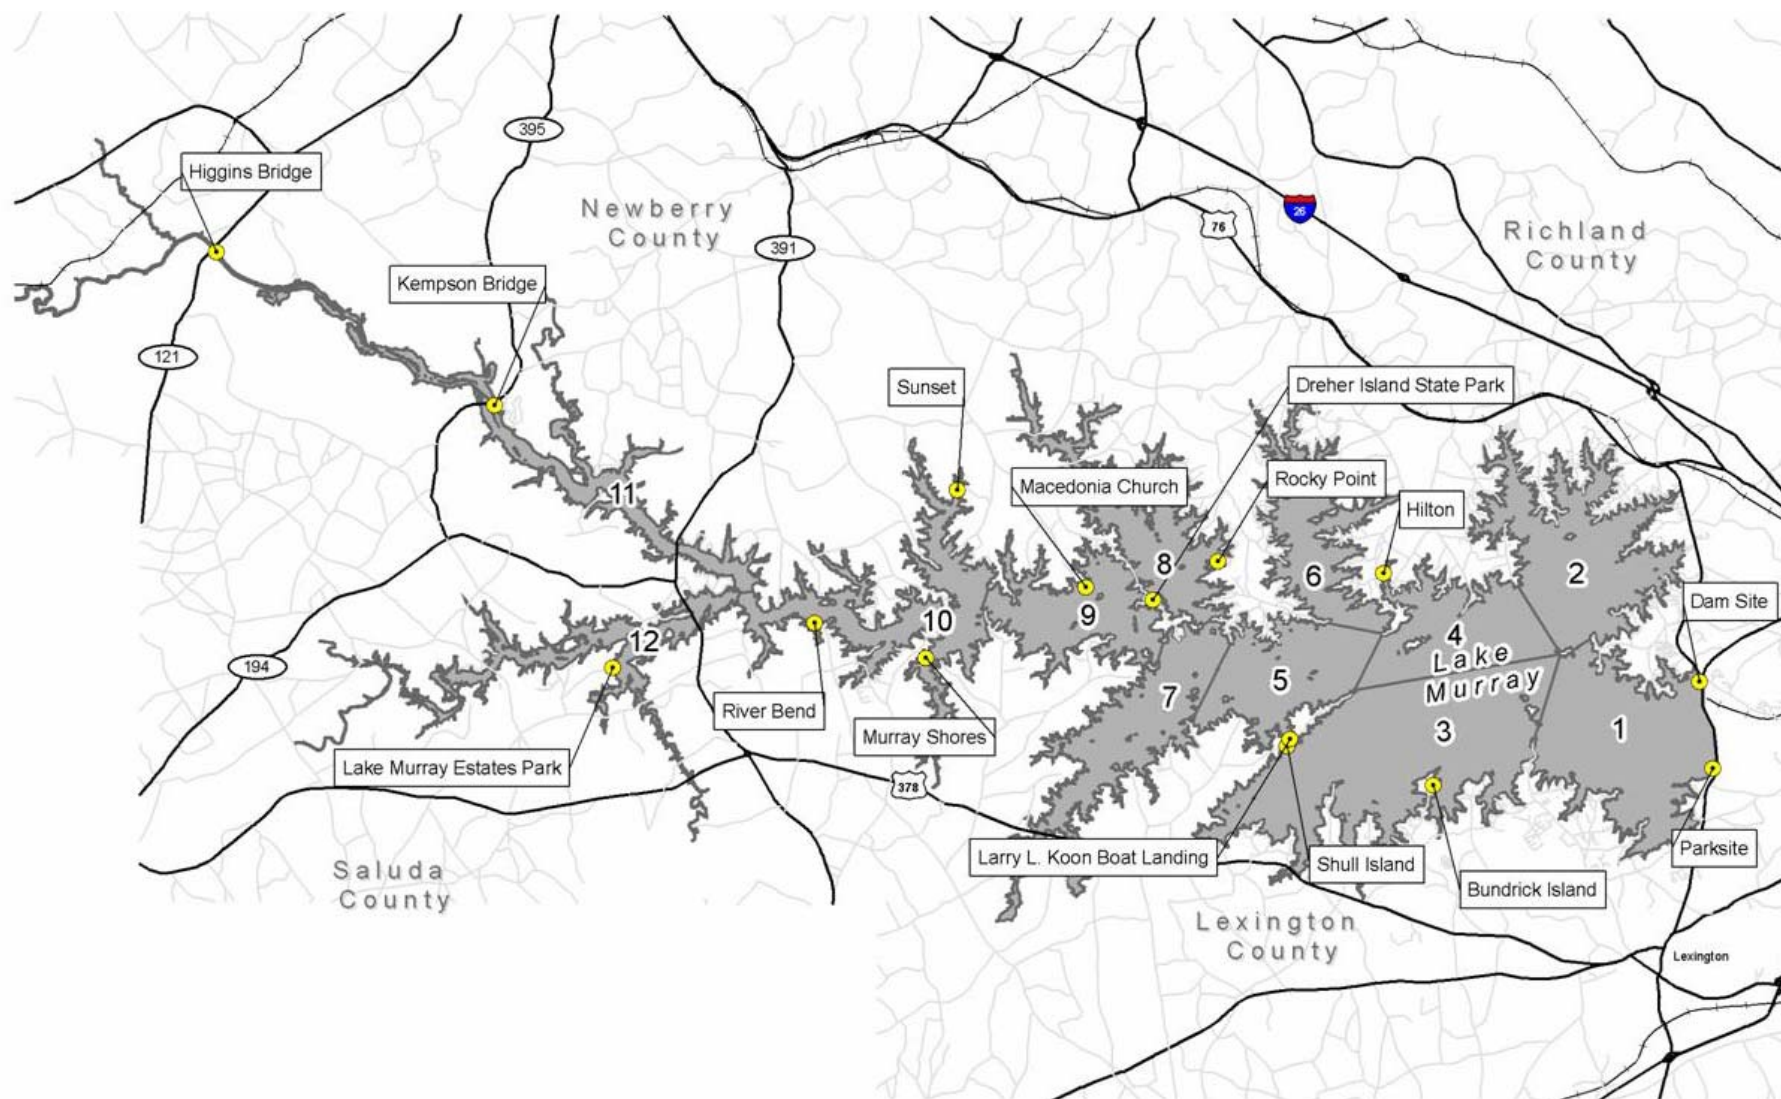 395
Higgins Bridge
Newberry
County
391
76
26
Richland
County
Kempson Bridge
121
Sunset
Dreher Island State Park
Macedonia Church
Rocky Point
Hilton
11
8
6
2
Dam Site
10
9
4
12
Lake
Murray
194
5
7
River Bend
Murray Shores
3
1
Lake Murray Estates Park
378
Larry L. Koon Boat Landing
Shull Island
Parksite
Saluda
County
Bundrick Island
Lexington
County
Lexington